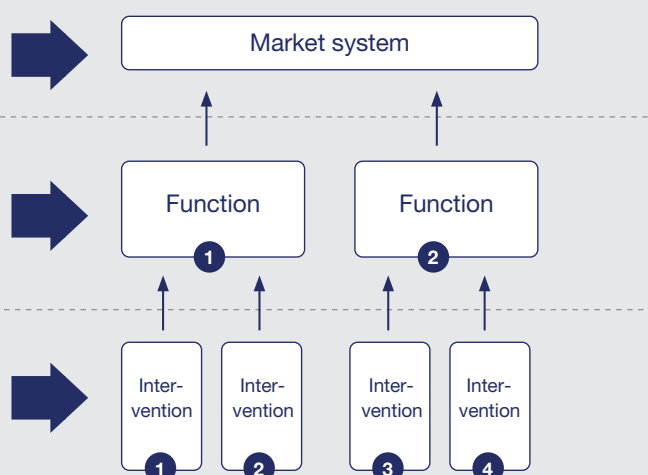 Market system
Function
1
Function
2
Inter-
vention
1
Inter-
vention
2
Inter-
vention
3
Inter-
vention
4